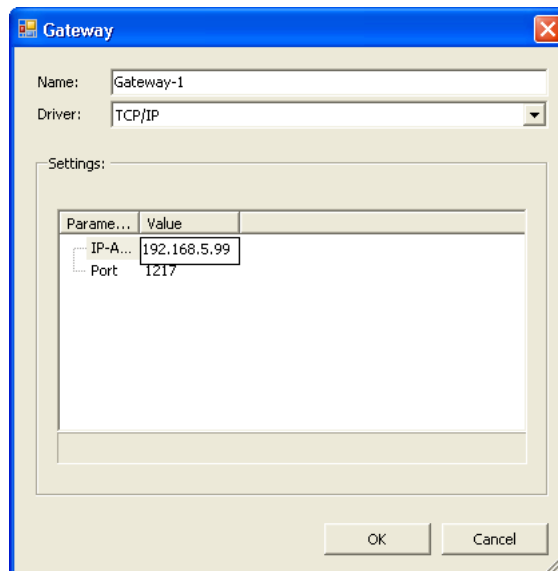 Gateway
Name: Gateway-1
Driver: TCP/IP
Settings:
Parame... Value
IP-A... 192.168.5.99
Port 1217
OK Cancel